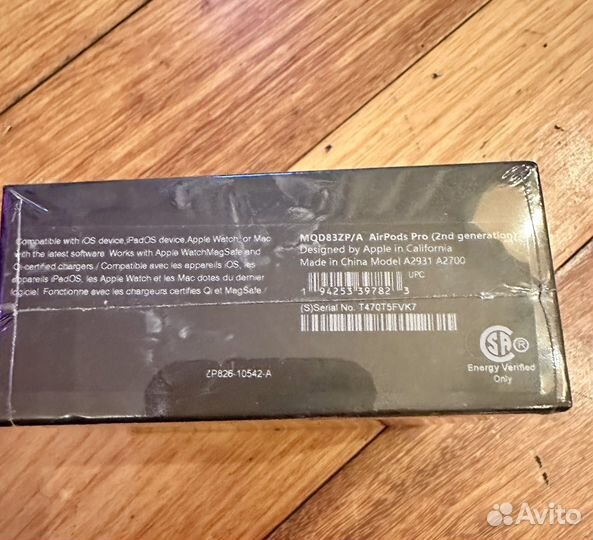 Compatible with iOS device,iPadOS device,Apple Watch, or Mac
with the latest software. Works with Apple WatchMagSafe and
Qi-certified chargers / Compatible avec les appareils iOS, les
appareils iPadOS, les Apple Watch et les Mac dotes du dernier
logiciel. Fonctionne avec les chargeurs certifies Qi et MagSafe
ZP826-10542-A
MQD83ZP/A AirPods Pro (2nd generation)
Designed by Apple in California
Made in China Model A2931 A2700
UPC
1 94253 39782 3
(S)Serial No. T470T5FVK7
SA ®
Energy Verified
Only
Avito